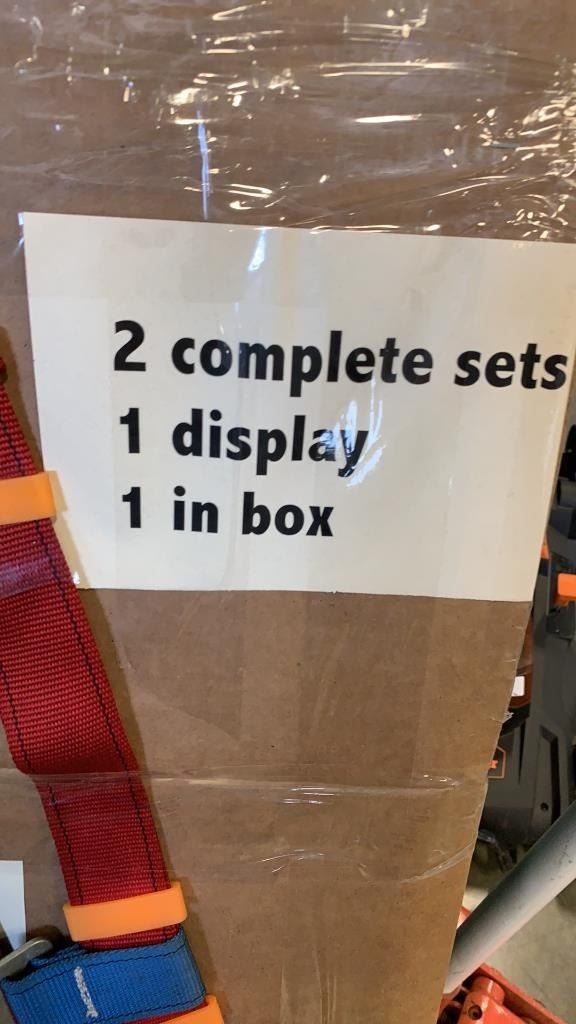 2 complete sets
1 display
1 in box